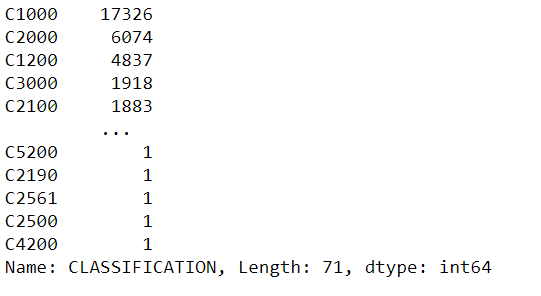 C1000 17326
C2000 6074
C1200 4837
C3000 1918
C2100 1883
...
C5200 1
C2190 1
C2561 1
C2500 1
C4200 1
Name: CLASSIFICATION, Length: 71, dtype: int64